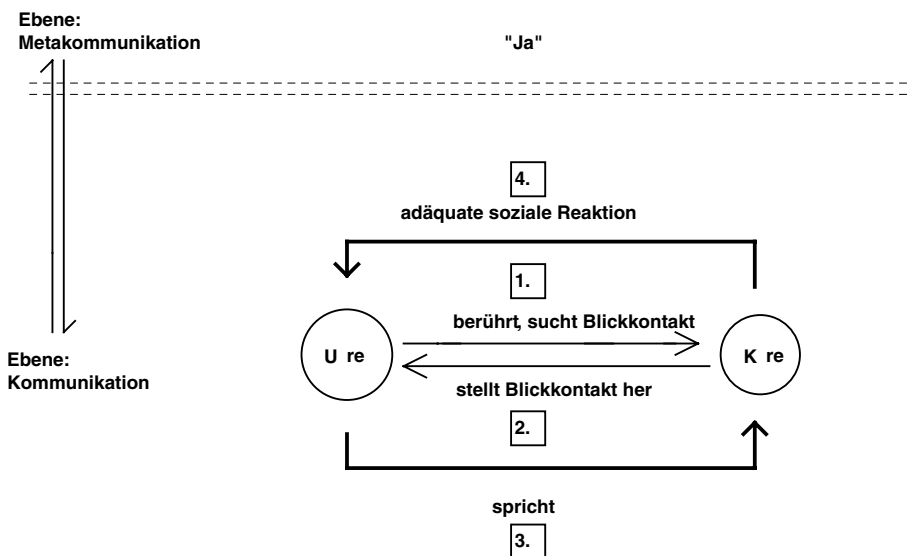 Ebene:
Metakommunikation
"Ja"
4.
adäquate soziale Reaktion
1.
berührt, sucht Blickkontakt
U re
K re
Ebene:
Kommunikation
stellt Blickkontakt her
2.
spricht
3.